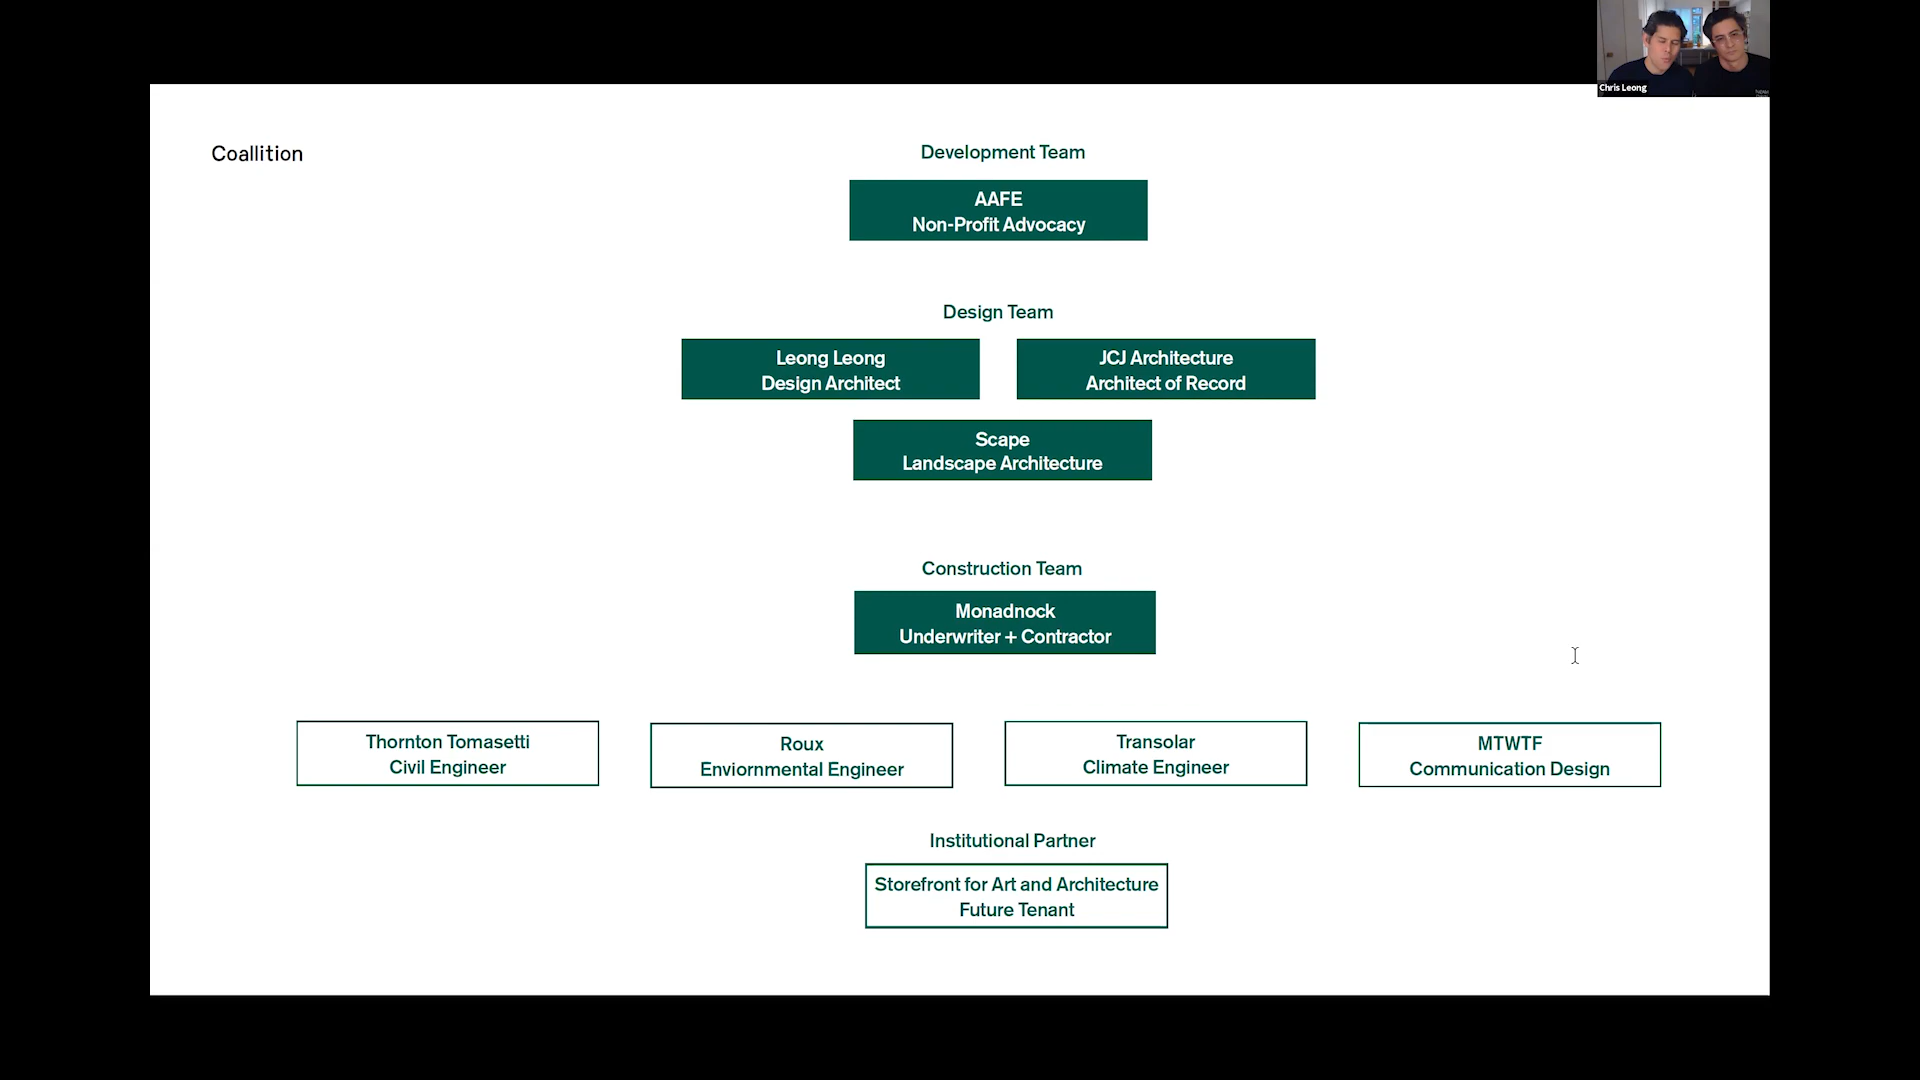 Chris Leong
Coallition
Development Team
AAFE
Non-Profit Advocacy
Design Team
Leong Leong
Design Architect
JCJ Architecture
Architect of Record
Scape
Landscape Architecture
Construction Team
Monadnock
Underwriter + Contractor
Thornton Tomasetti
Civil Engineer
Roux
Enviornmental Engineer
Transolar
Climate Engineer
MTWTF
Communication Design
Institutional Partner
Storefront for Art and Architecture
Future Tenant